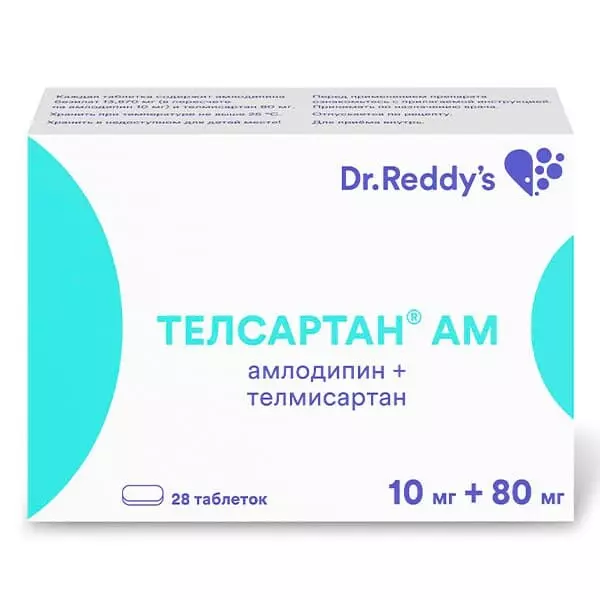 Каждая таблетка содержит амлодипина
безилат 13,870 мг (в пересчете
на амлодипин 10 мг) и телмисартан 80 мг.
Хранить при температуре не выше 25 °C.
Хранить в недоступном для детей месте!
Перед применением препарата
ознакомьтесь с прилагаемой инструкцией.
Принимать по назначению врача.
Отпускается по рецепту.
Для приёма внутрь.
Dr.Reddy's
ТЕЛСАРТАН® АМ
амлодипин +
телмисартан
28 таблеток
10 мг + 80 мг